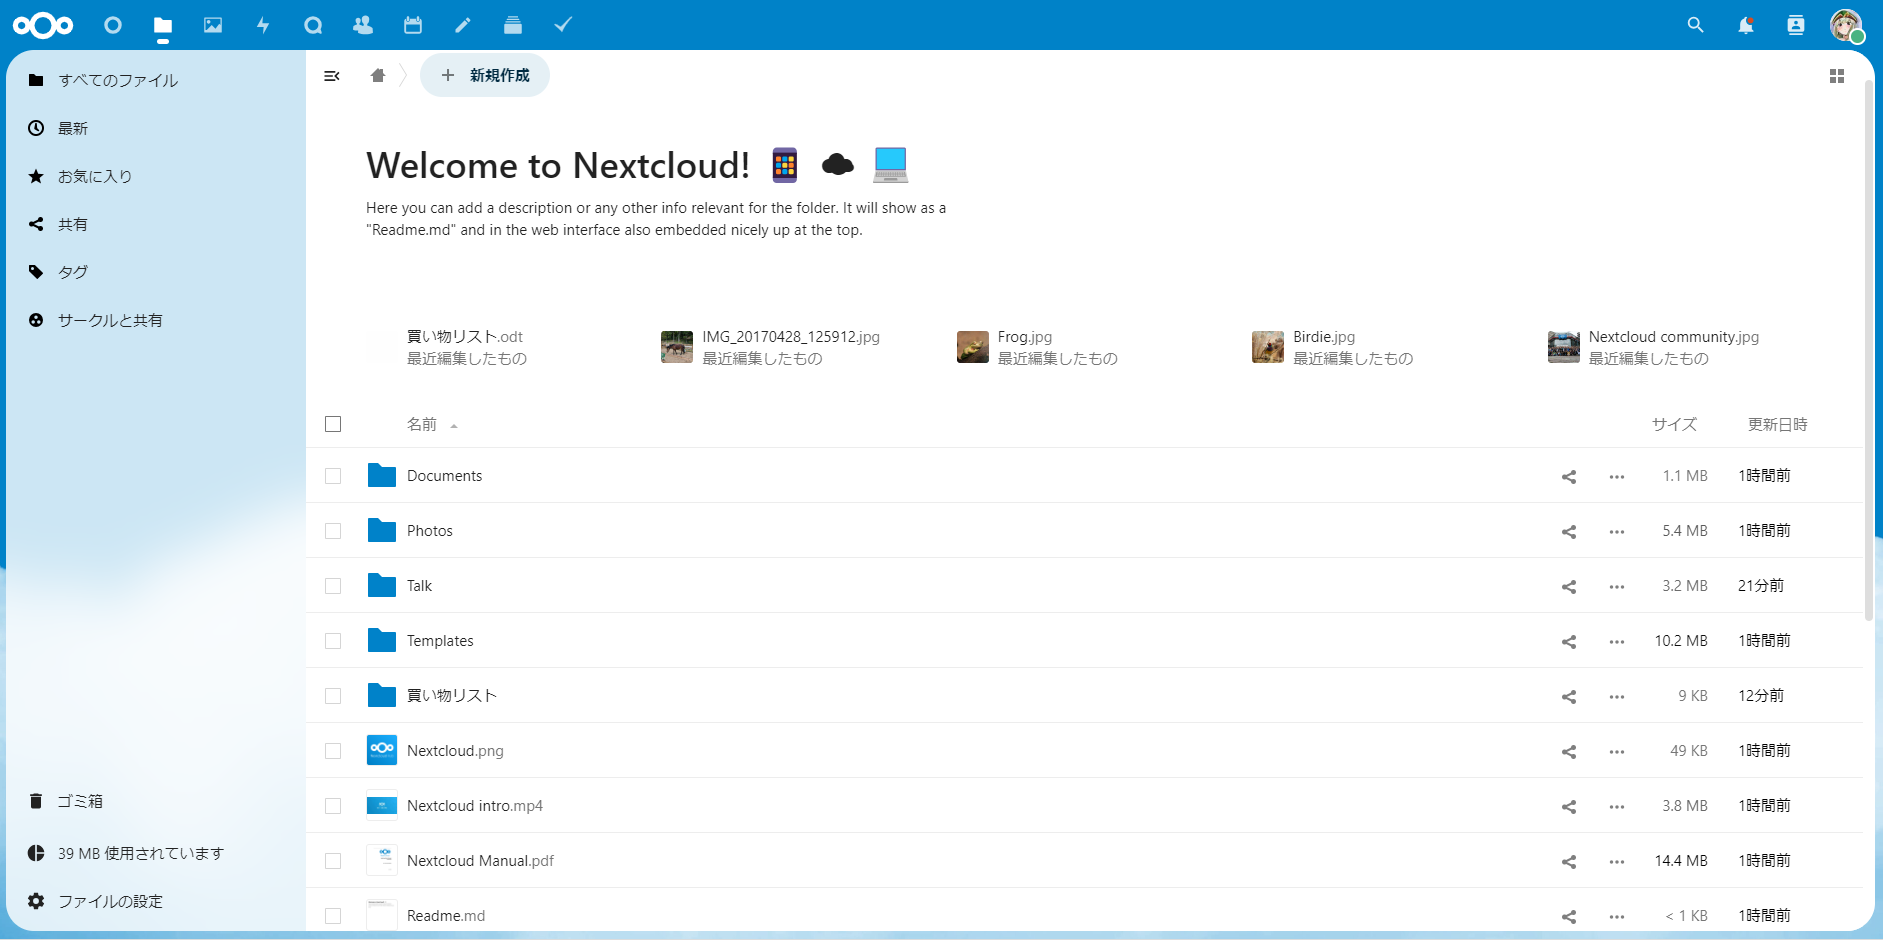 すべてのファイル
最新
お気に入り
共有
タグ
サークルと共有
ゴミ箱
39 MB 使用されています
ファイルの設定
新規作成
Welcome to Nextcloud!
Here you can add a description or any other info relevant for the folder. It will show as a
"Readme.md" and in the web interface also embedded nicely up at the top.
買い物リスト.odt
最近編集したもの
IMG_20170428_125912.jpg
最近編集したもの
Frog.jpg
最近編集したもの
Birdie.jpg
最近編集したもの
Nextcloud community.jpg
最近編集したもの
名前 サイズ 更新日時
Documents 1.1 MB 1時間前
Photos 5.4 MB 1時間前
Talk 3.2 MB 21分前
Templates 10.2 MB 1時間前
買い物リスト 9 KB 12分前
Nextcloud.png 49 KB 1時間前
Nextcloud intro.mp4 3.8 MB 1時間前
Nextcloud Manual.pdf 14.4 MB 1時間前
Readme.md < 1 KB 1時間前